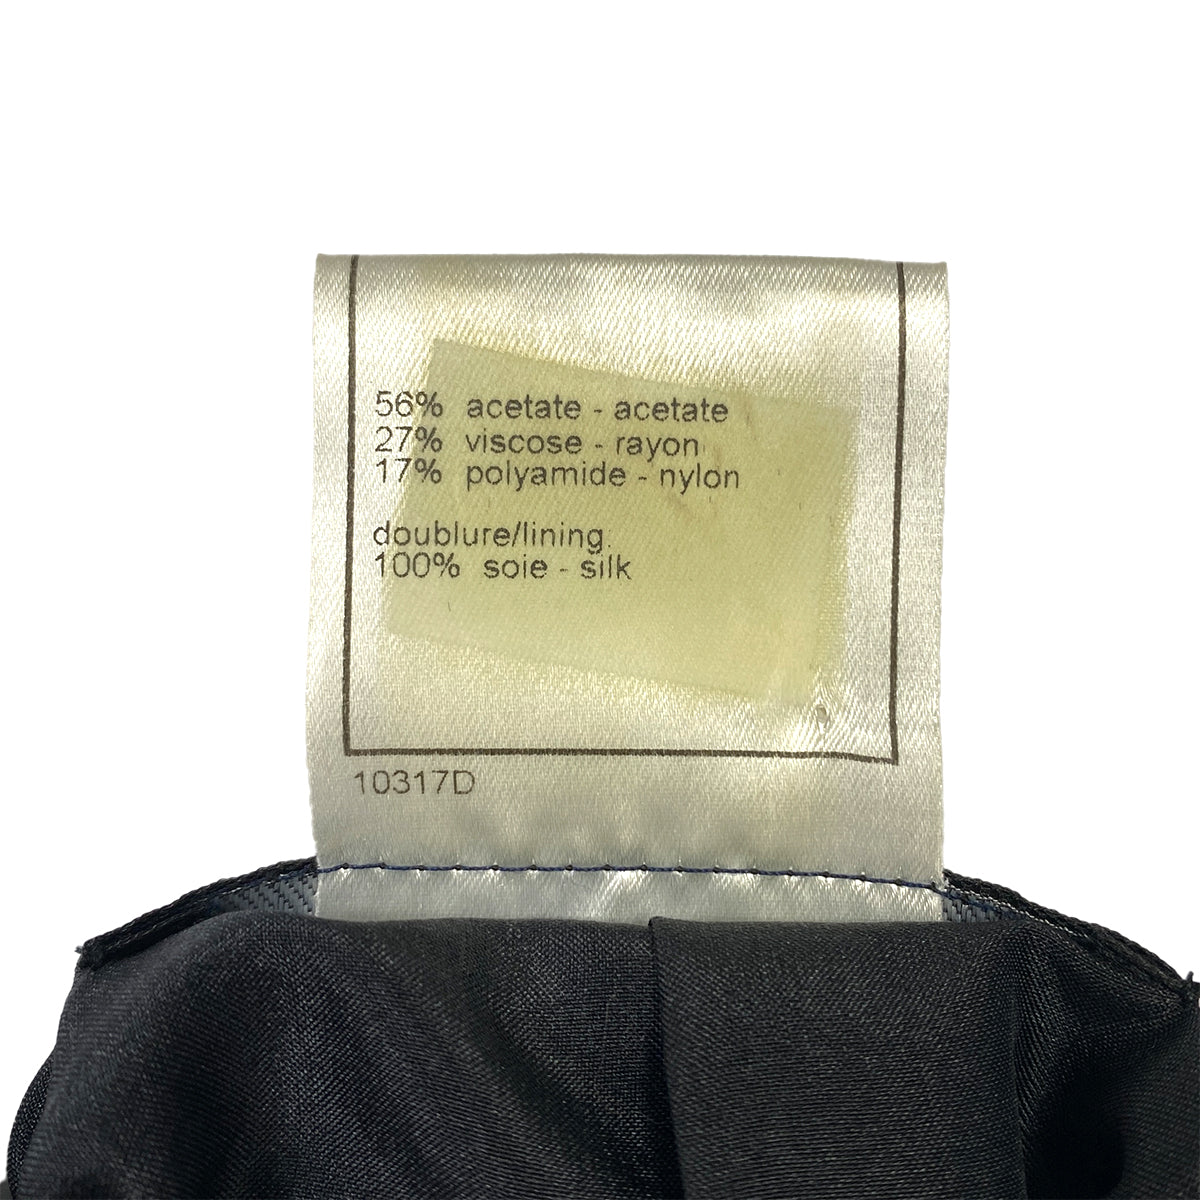 56% acetate - acetate
27% viscose - rayon
17% polyamide - nylon
doublure/lining:
100% soie - silk
10317D